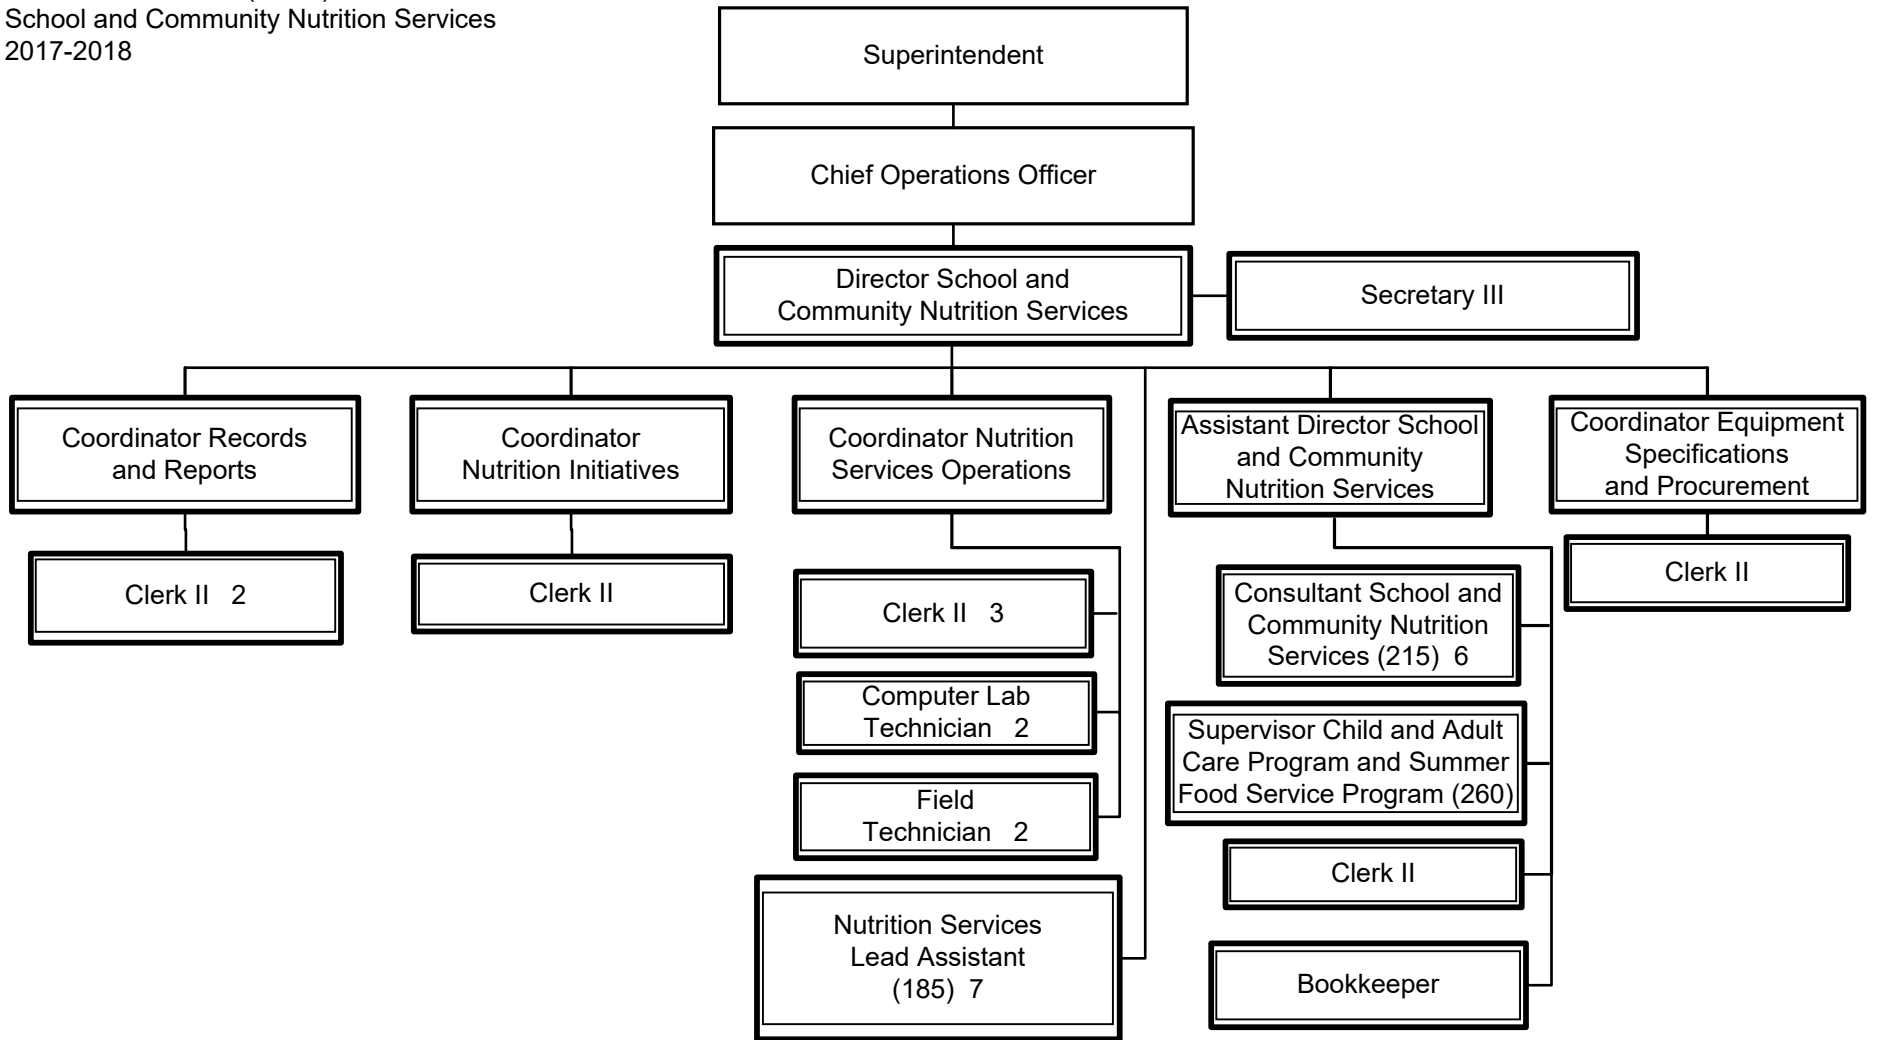 School and Community Nutrition Services
2017-2018
Superintendent
Chief Operations Officer
Director School and
Community Nutrition Services
Secretary III
Coordinator Records
and Reports
Coordinator
Nutrition Initiatives
Coordinator Nutrition
Services Operations
Assistant Director School
and Community
Nutrition Services
Coordinator Equipment
Specifications
and Procurement
Clerk II 2
Clerk II
Clerk II 3
Computer Lab
Technician 2
Field
Technician 2
Nutrition Services
Lead Assistant
(185) 7
Consultant School and
Community Nutrition
Services (215) 6
Supervisor Child and Adult
Care Program and Summer
Food Service Program (260)
Clerk II
Bookkeeper
Clerk II